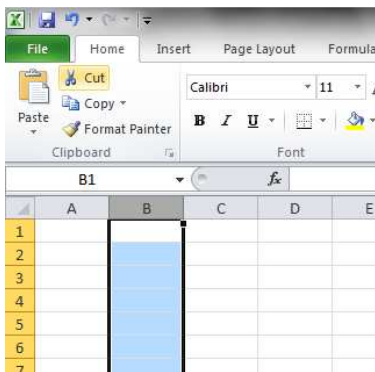 File Home Insert Page Layout Formula
Cut
Copy
Format Painter
Paste
Calibri 11
B I U
Clipboard Font
B1 fx
A B C D E
1
2
3
4
5
6
7